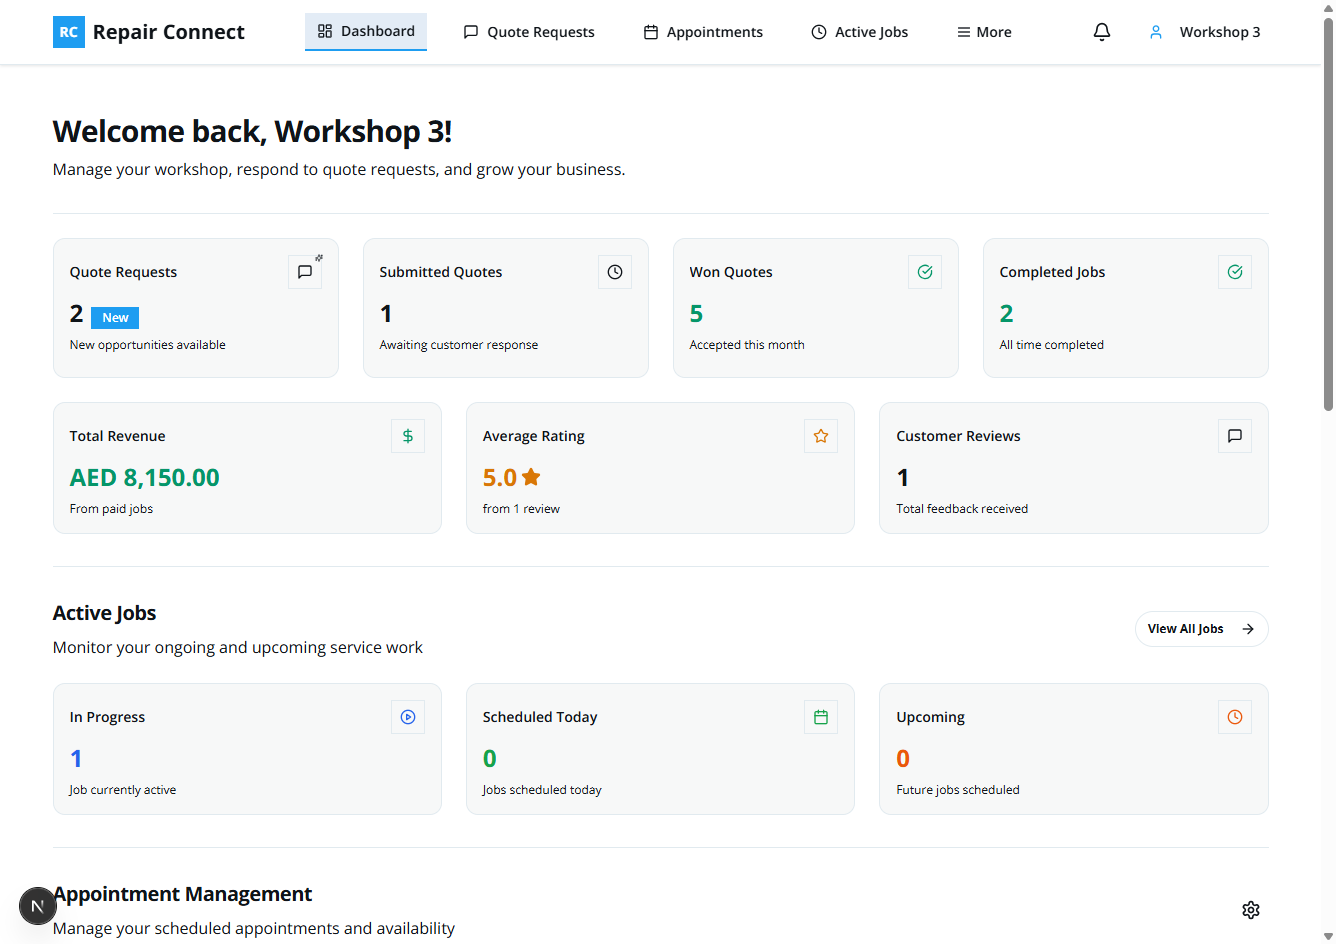 RC Repair Connect
Dashboard
Quote Requests
Appointments
Active Jobs
More
Workshop 3
Welcome back, Workshop 3!
Manage your workshop, respond to quote requests, and grow your business.
Quote Requests
2 New
New opportunities available
Submitted Quotes
1
Awaiting customer response
Won Quotes
5
Accepted this month
Completed Jobs
2
All time completed
Total Revenue
$
AED 8,150.00
From paid jobs
Average Rating
5.0
from 1 review
Customer Reviews
1
Total feedback received
Active Jobs
Monitor your ongoing and upcoming service work
View All Jobs
In Progress
1
Job currently active
Scheduled Today
0
Jobs scheduled today
Upcoming
0
Future jobs scheduled
N
Appointment Management
Manage your scheduled appointments and availability